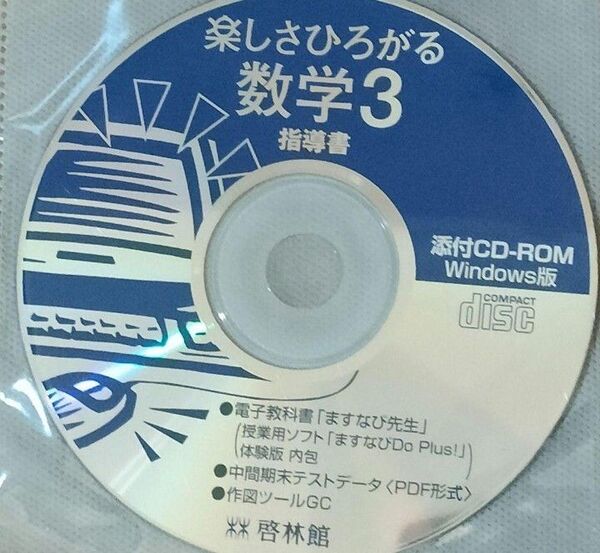 楽しさひろがる
数学3
指導書
添付CD-ROM
Windows版
COMPACT
disc
●電子教科書「ますなび先生」
(授業用ソフト「ますなびDo Plus!」
体験版 内包)
●中間期末テストデータ〈PDF形式〉
●作図ツールGC
啓林館